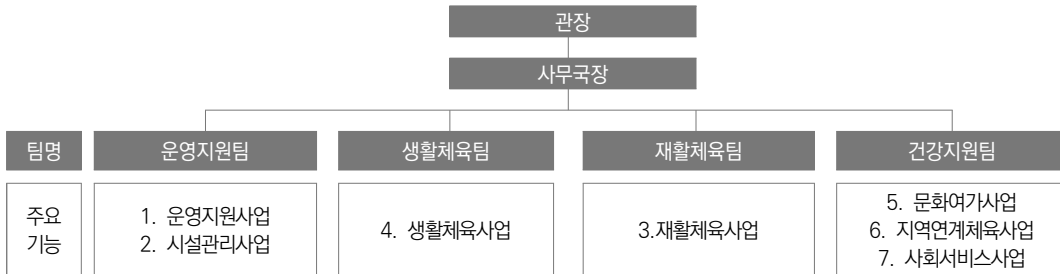 관장
사무국장
팀명
운영지원팀
생활체육팀
재활체육팀
건강지원팀
주요
기능
1. 운영지원사업
2. 시설관리사업
4. 생활체육사업
3.재활체육사업
5. 문화여가사업
6. 지역연계체육사업
7. 사회서비스사업